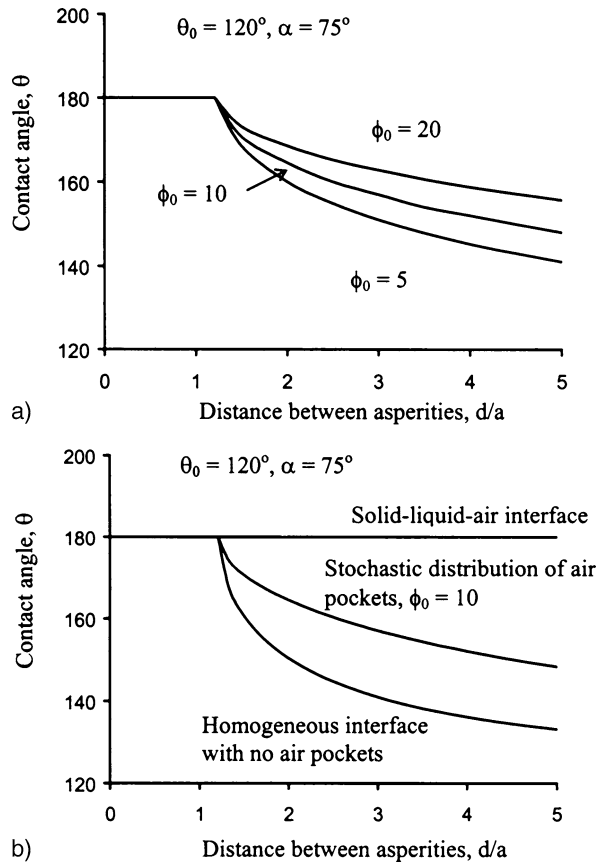 θ₀ = 120°, α = 75°
200
180
160
140
120
Contact angle, θ
ϕ₀ = 20
ϕ₀ = 10
ϕ₀ = 5
0 1 2 3 4 5
a) Distance between asperities, d/a
θ₀ = 120°, α = 75°
200
180
160
140
120
Contact angle, θ
Solid-liquid-air interface
Stochastic distribution of air
pockets, ϕ₀ = 10
Homogeneous interface
with no air pockets
0 1 2 3 4 5
b) Distance between asperities, d/a